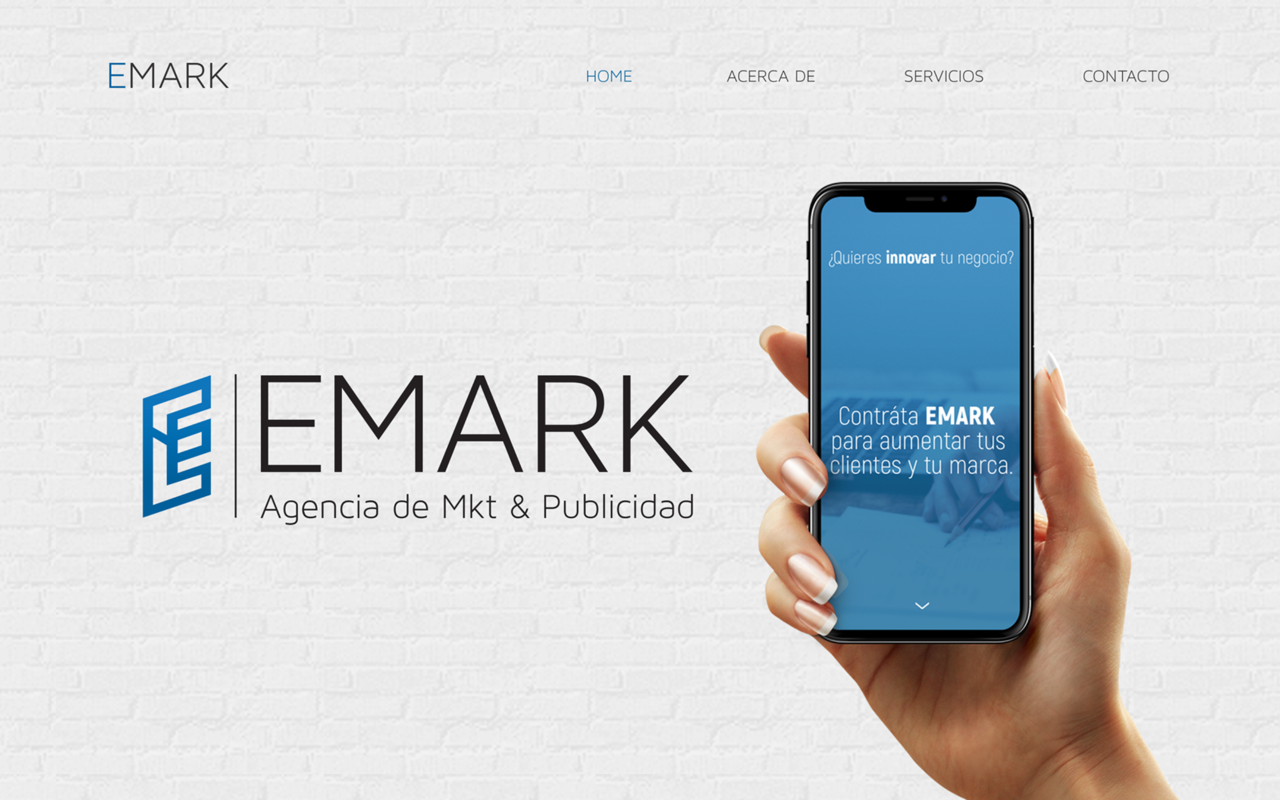 EMARK
HOME
ACERCA DE
SERVICIOS
CONTACTO
EMARK
Agencia de Mkt & Publicidad
¿Quieres innovar tu negocio?
Contráta EMARK
para aumentar tus
clientes y tu marca.